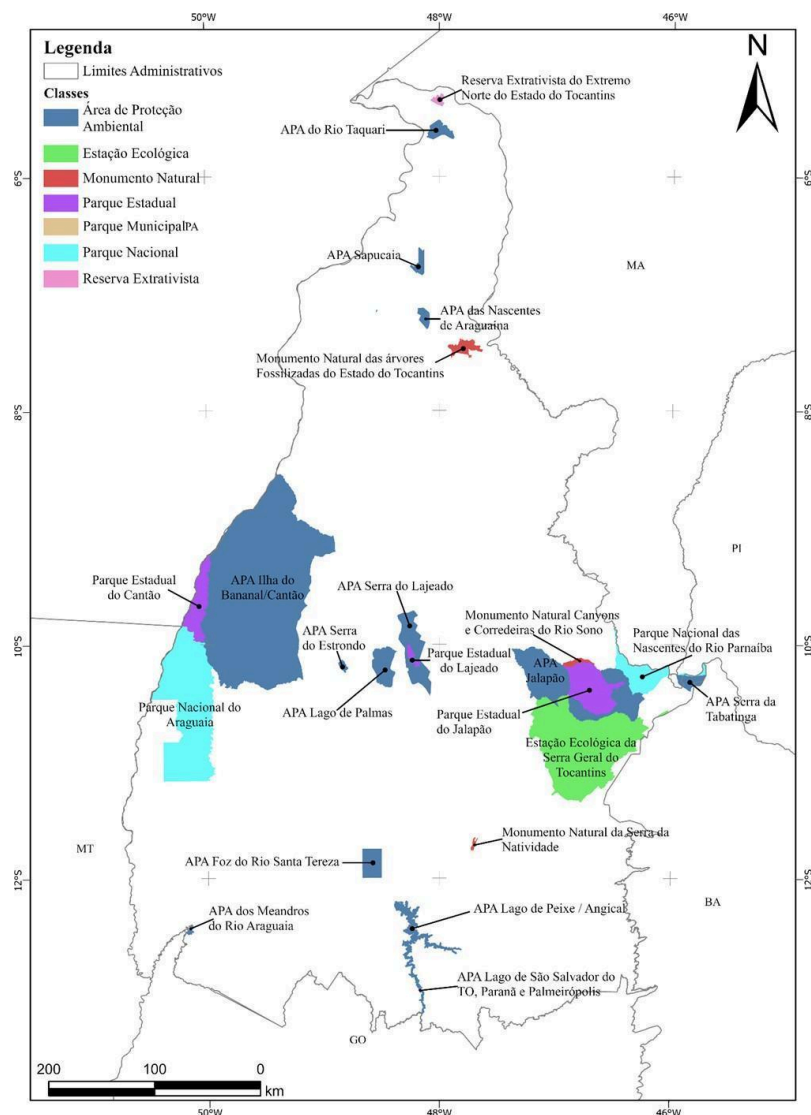 50°W
48°W
46°W
Legenda
Limites Administrativos
Classes
Área de Proteção
Ambiental
Estação Ecológica
Monumento Natural
Parque Estadual
Parque MunicipalPA
Parque Nacional
Reserva Extrativista
N
Reserva Extrativista do Extremo
Norte do Estado do Tocantins
APA do Rio Taquari
6°S
6°S
APA Sapucaia
MA
APA das Nascentes
de Araguaína
Monumento Natural das árvores
Fossilizadas do Estado do Tocantins
8°S
8°S
PI
Parque Estadual
do Cantão
APA Ilha do
Bananal/Cantão
APA Serra do Lajeado
Monumento Natural Canyons
e Corredeiras do Rio Sono
Parque Nacional das
Nascentes do Rio Parnaíba
10°S
10°S
APA Serra
do Estrondo
Parque Estadual
do Lajeado
APA
Jalapão
Parque Nacional do
Araguaia
APA Lago de Palmas
Parque Estadual
do Jalapão
APA Serra da
Tabatinga
Estação Ecológica da
Serra Geral do
Tocantins
MT
APA Foz do Rio Santa Tereza
Monumento Natural da Serra da
Natividade
12°S
12°S
BA
APA dos Meandros
do Rio Araguaia
APA Lago de Peixe / Angical
APA Lago de São Salvador do
TO, Paranã e Palmeirópolis
GO
200
100
0
km
50°W
48°W
46°W